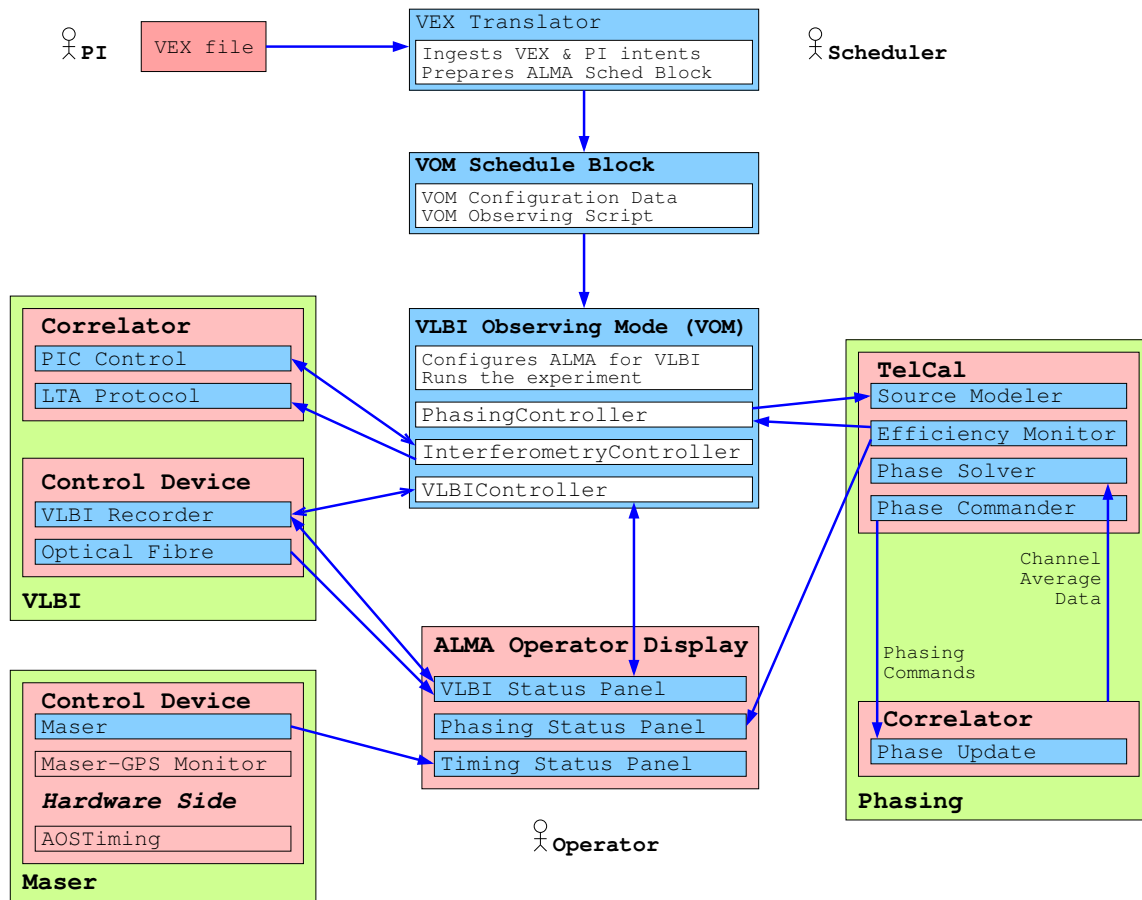 PI
VEX file
VEX Translator
Ingests VEX & PI intents
Prepares ALMA Sched Block
Scheduler
VOM Schedule Block
VOM Configuration Data
VOM Observing Script
VLBI Observing Mode (VOM)
Configures ALMA for VLBI
Runs the experiment
PhasingController
InterferometryController
VLBIController
Correlator
PIC Control
LTA Protocol
Control Device
VLBI Recorder
Optical Fibre
VLBI
TelCal
Source Modeler
Efficiency Monitor
Phase Solver
Phase Commander
Channel
Average
Data
Phasing
Commands
Correlator
Phase Update
Phasing
ALMA Operator Display
VLBI Status Panel
Phasing Status Panel
Timing Status Panel
Control Device
Maser
Maser-GPS Monitor
Hardware Side
AOSTiming
Maser
Operator